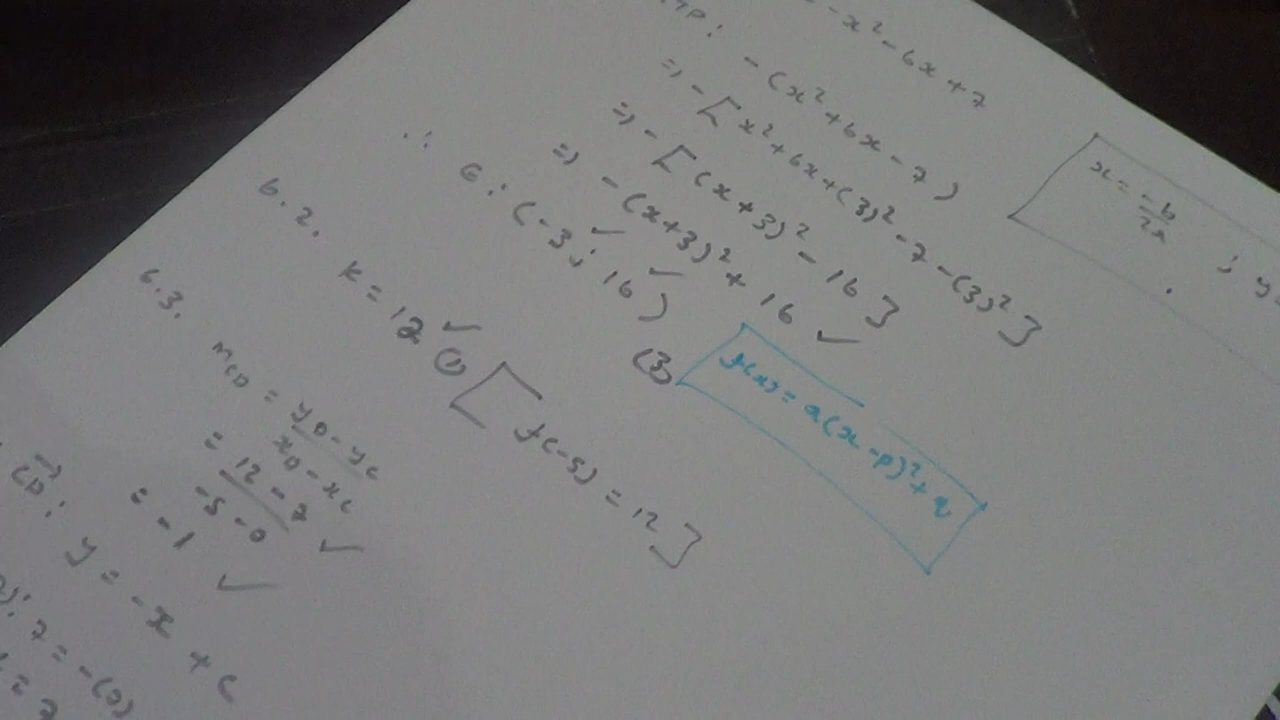 -x² - 6x + 7
TP: -(x² + 6x - 7)
⇒ -[x² + 6x + (3)² - 7 - (3)²]
⇒ -[(x+3)² - 16]
⇒ -(x+3)² + 16 ✓
∴ C: (-3; 16) ✓ ✓ (3)
x = -b/2a ; y
f(x) = a(x - p)² + q
6.2. k = 12 ✓ ① [f(-5) = 12]
6.3. mCD = yD - yC / xD - xC
= 12 - 7 / -5 - 0 ✓
= -1 ✓
CD: y = -x + c
): 7 = -(0)
= 7